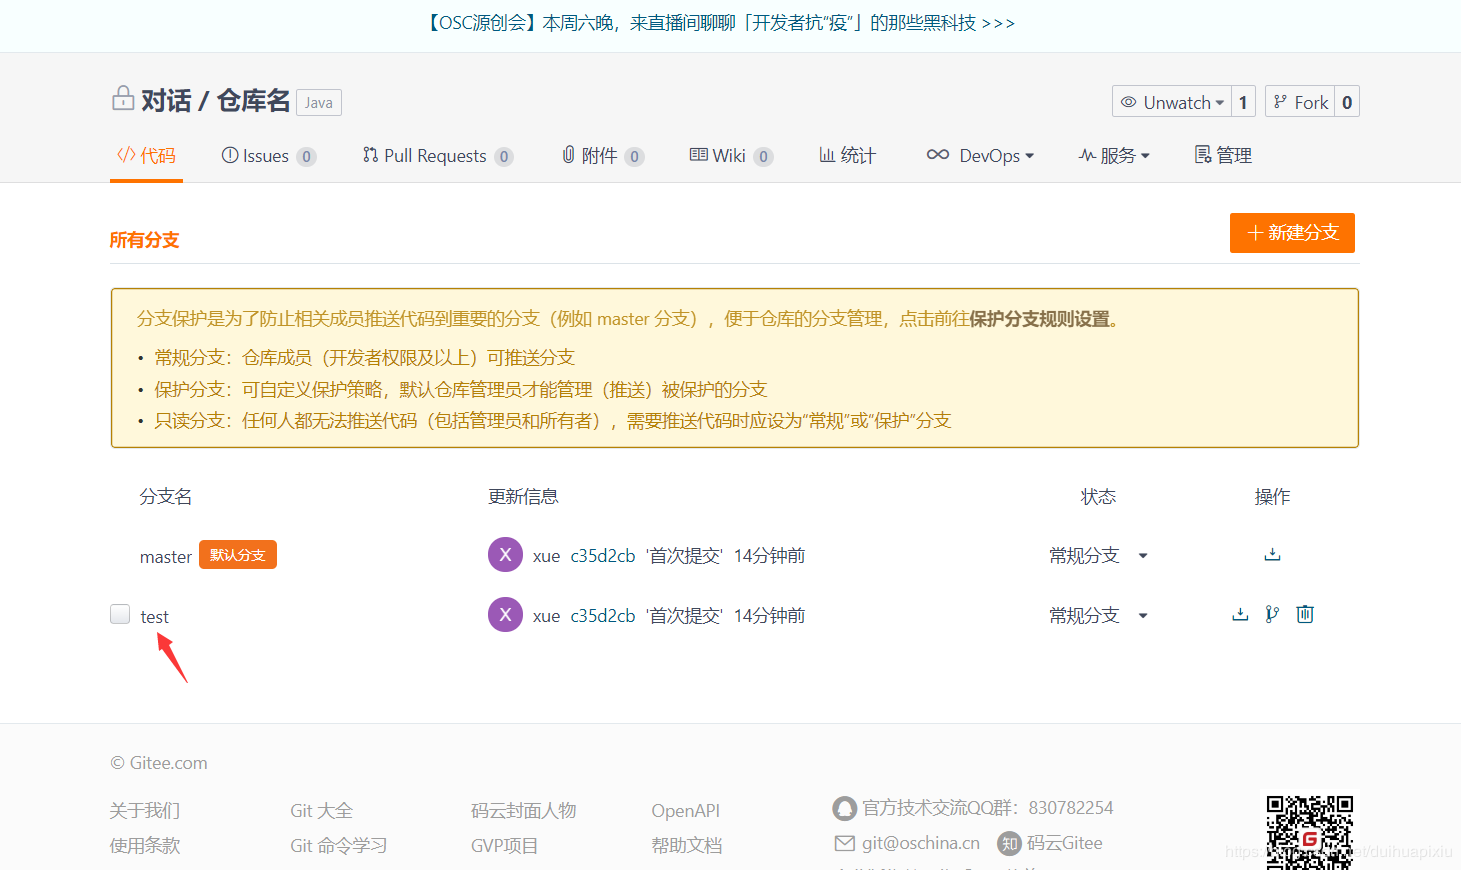 【OSC源创会】本周六晚，来直播间聊聊「开发者抗“疫”」的那些黑科技 >>>
对话 / 仓库名 Java
Unwatch 1 Fork 0
代码 Issues 0 Pull Requests 0 附件 0 Wiki 0 统计 DevOps 服务 管理
所有分支
新建分支
分支保护是为了防止相关成员推送代码到重要的分支（例如 master 分支），便于仓库的分支管理，点击前往保护分支规则设置。
• 常规分支：仓库成员（开发者权限及以上）可推送分支
• 保护分支：可自定义保护策略，默认仓库管理员才能管理（推送）被保护的分支
• 只读分支：任何人都无法推送代码（包括管理员和所有者），需要推送代码时应设为“常规”或“保护”分支
分支名 更新信息 状态 操作
master 默认分支 X xue c35d2cb '首次提交' 14分钟前 常规分支
test X xue c35d2cb '首次提交' 14分钟前 常规分支
© Gitee.com
关于我们 Git 大全 码云封面人物 OpenAPI 官方技术交流QQ群：830782254
使用条款 Git 命令学习 GVP项目 帮助文档 git@oschina.cn 知 码云Gitee